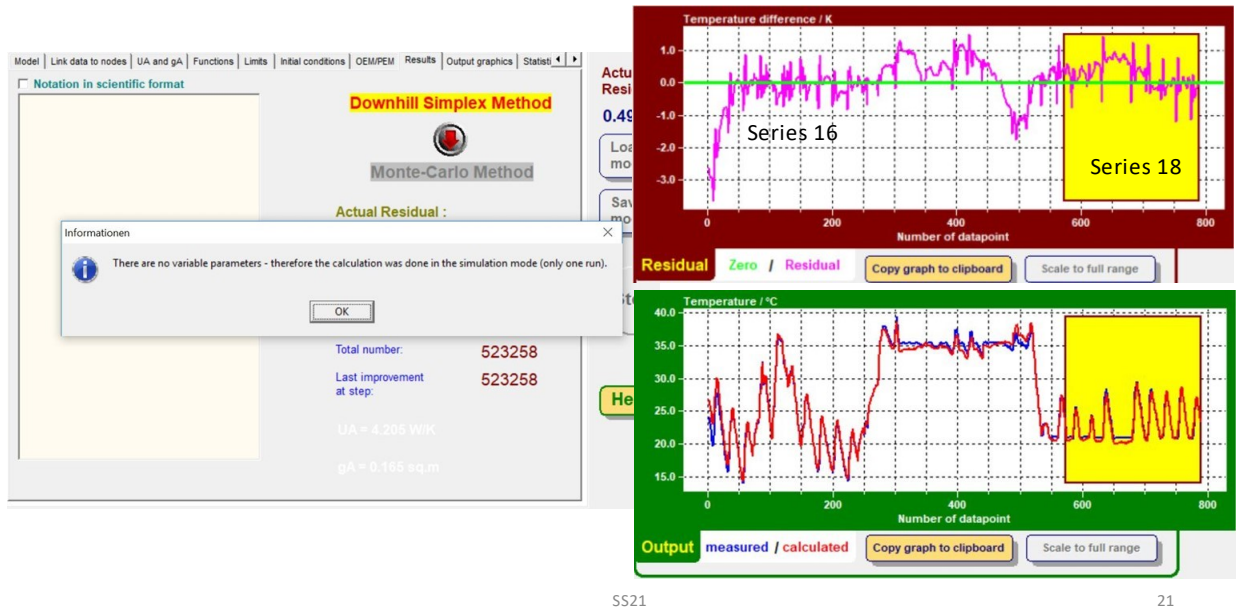 Model Link data to nodes UA and gA Functions Limits Initial conditions OEM/PEM Results Output graphics Statisti
Notation in scientific format
Downhill Simplex Method
Monte-Carlo Method
Actual Residual :
Informationen
There are no variable parameters - therefore the calculation was done in the simulation mode (only one run).
OK
Total number: 523258
Last improvement
at step: 523258
UA = 4.205 W/K
gA = 0.165 sq.m
Actu
Resi
0.49
Loa
mo
Sav
mo
St
He
Temperature difference / K
1.0
0.0
-1.0
-2.0
-3.0
Series 16
Series 18
0 200 400 600 800
Number of datapoint
Residual Zero / Residual Copy graph to clipboard Scale to full range
Temperature / °C
40.0
35.0
30.0
25.0
20.0
15.0
0 200 400 600 800
Number of datapoint
Output measured / calculated Copy graph to clipboard Scale to full range
SS21 21